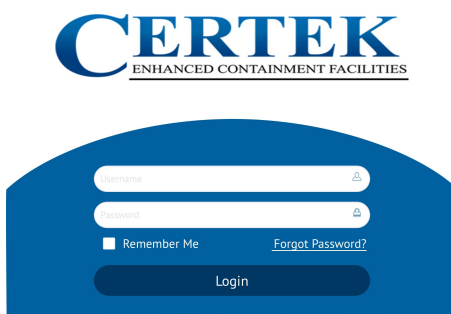 CERTEK
ENHANCED CONTAINMENT FACILITIES
Username
Password
Remember Me
Forgot Password?
Login